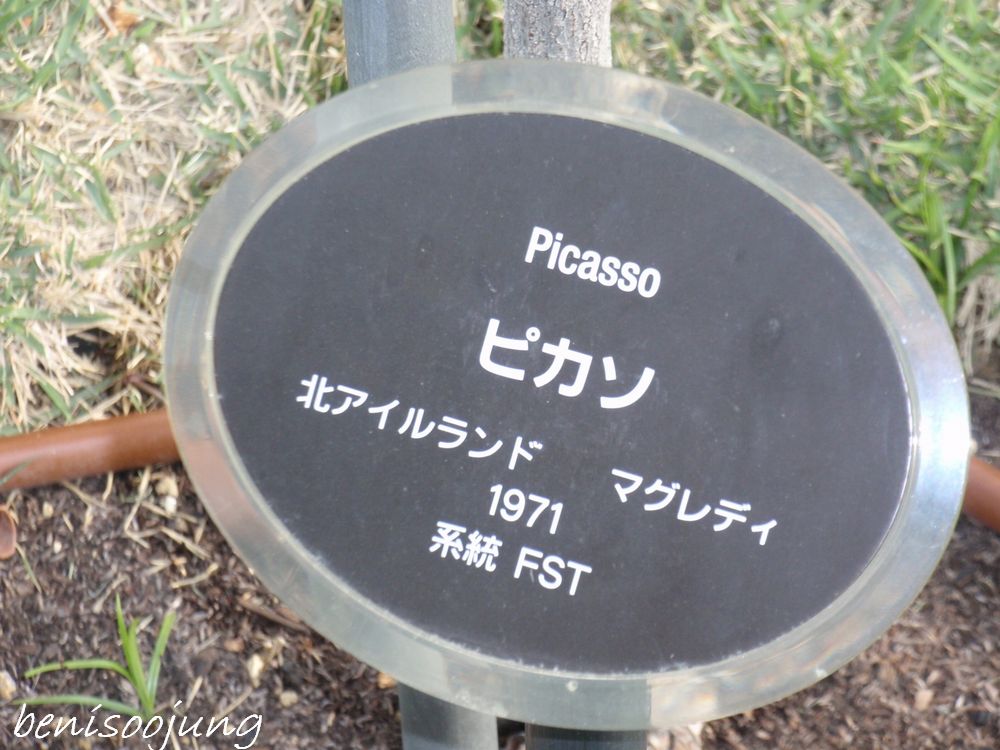 Picasso
ピカソ
北アイルランド　マグレディ
1971
系統 FST
benisoojung